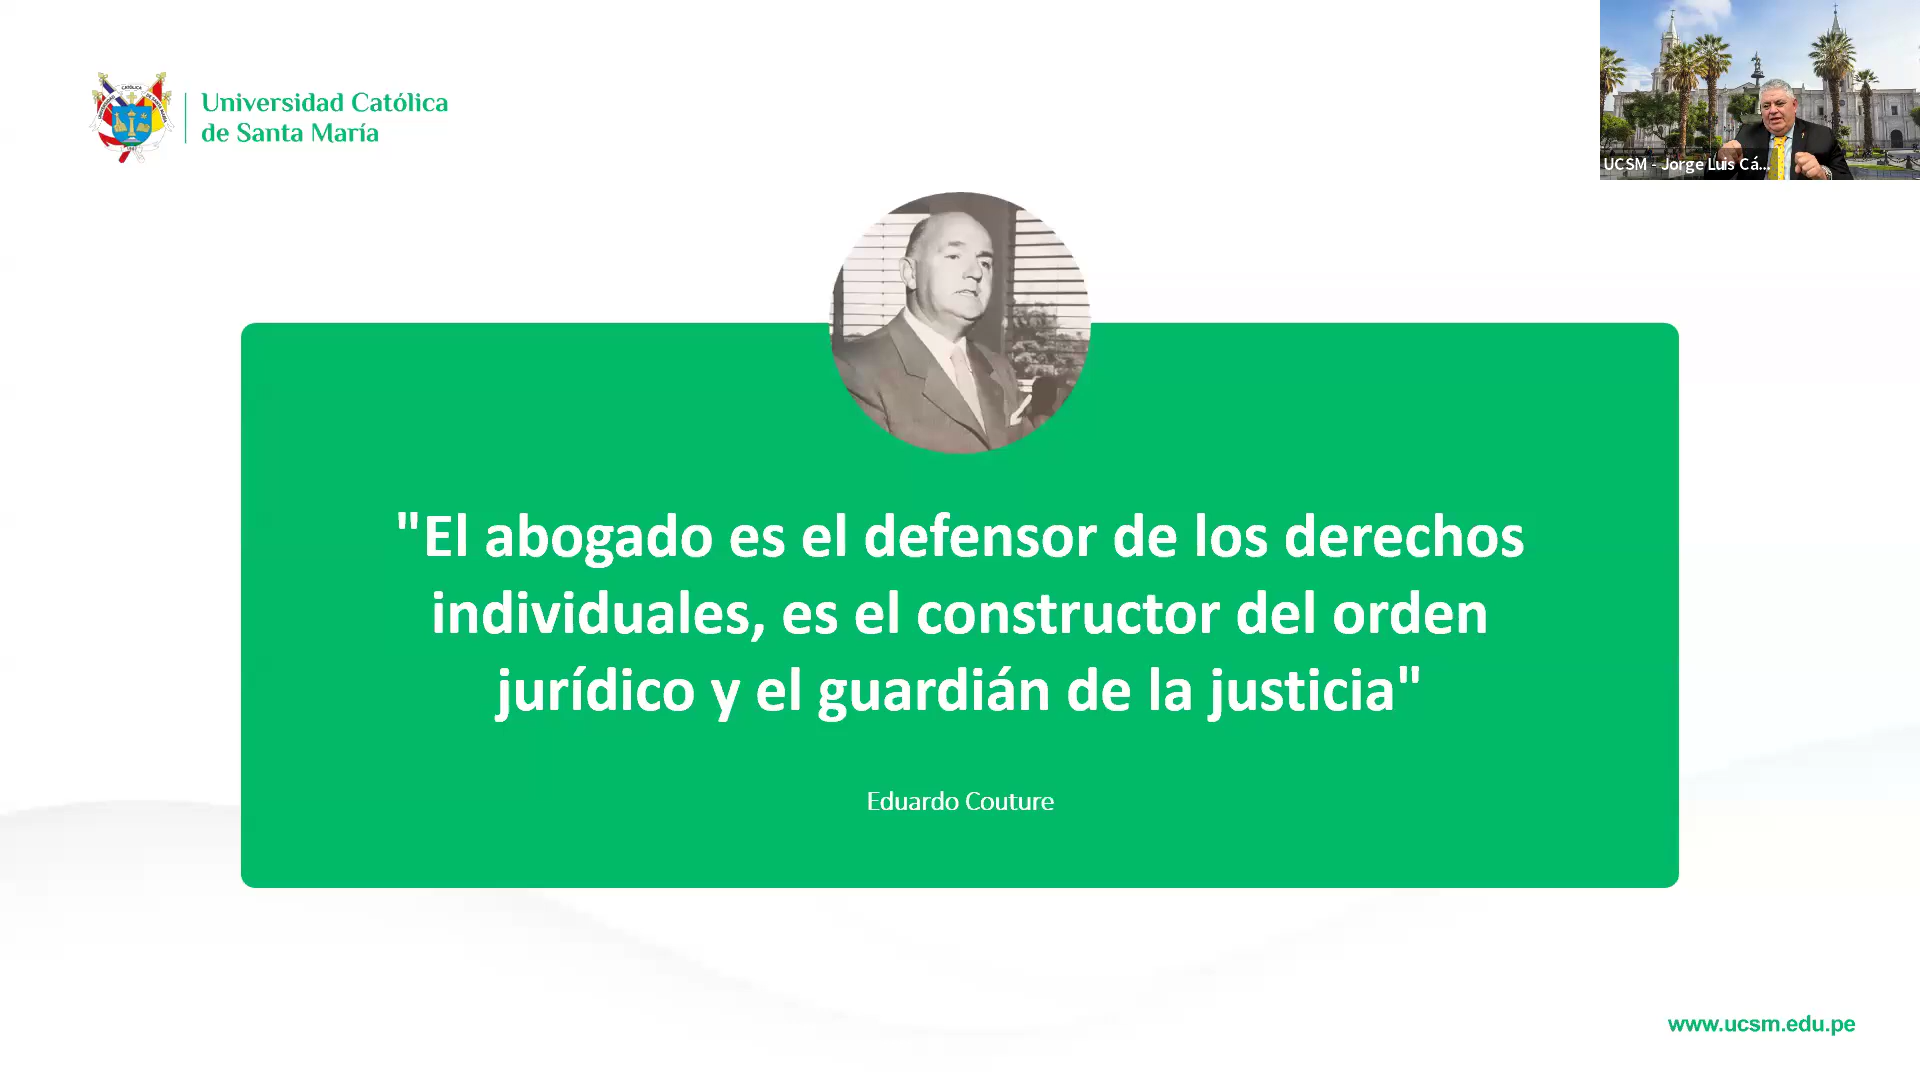 Universidad Católica
de Santa María
UCSM - Jorge Luis Cá...
"El abogado es el defensor de los derechos
individuales, es el constructor del orden
jurídico y el guardián de la justicia"
Eduardo Couture
www.ucsm.edu.pe